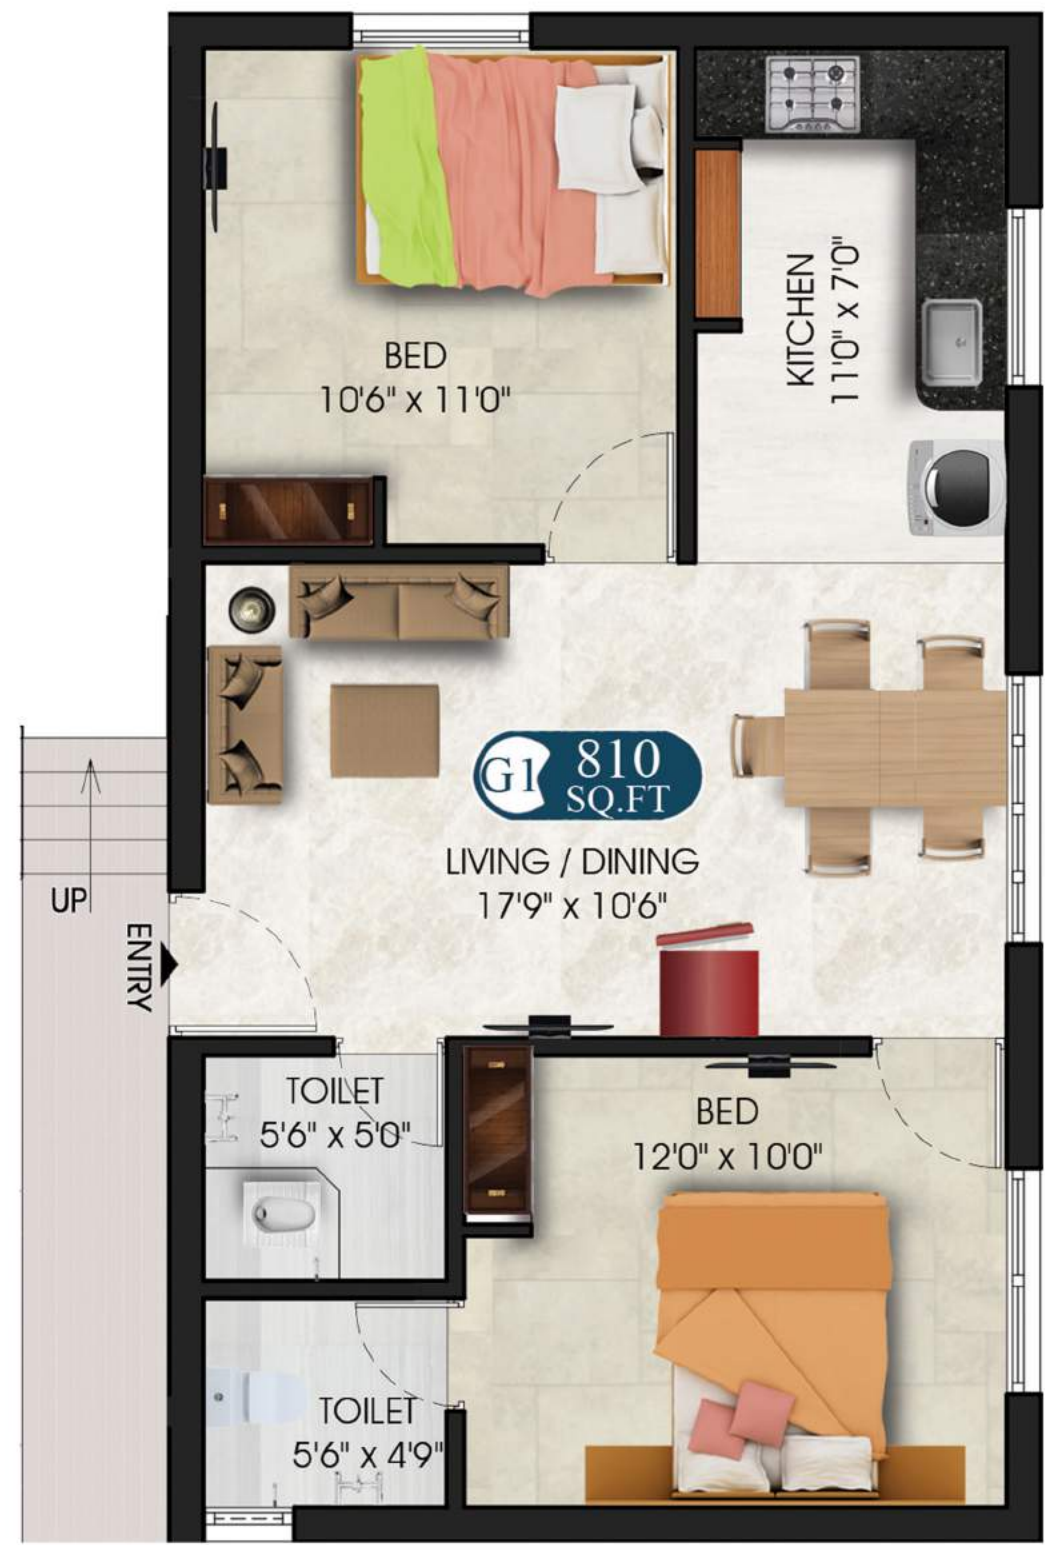 BED
10'6" x 11'0"
KITCHEN
11'0" x 7'0"
G1
810
SQ.FT
LIVING / DINING
17'9" x 10'6"
UP
ENTRY
TOILET
5'6" x 5'0"
BED
12'0" x 10'0"
TOILET
5'6" x 4'9"